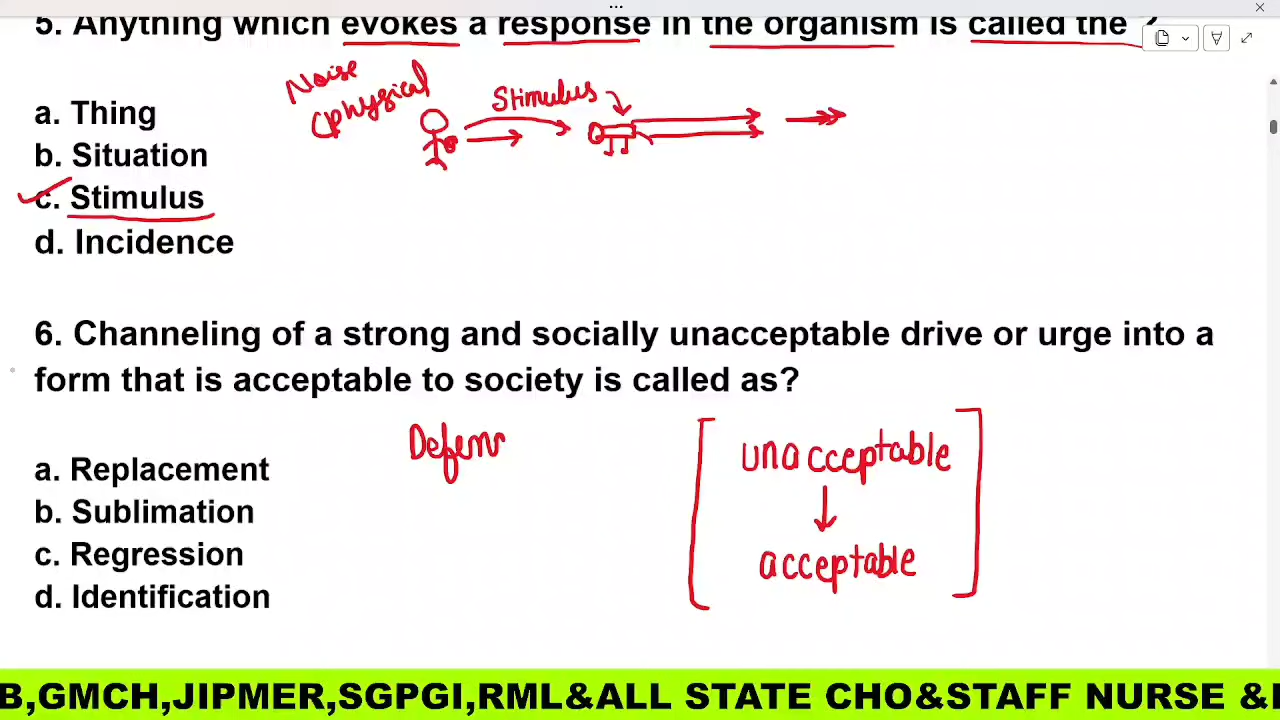 5. Anything which evokes a response in the organism is called the ?
Noise
(physical
Stimulus
a. Thing
b. Situation
c. Stimulus
d. Incidence
6. Channeling of a strong and socially unacceptable drive or urge into a
form that is acceptable to society is called as?
Defens
unacceptable
acceptable
a. Replacement
b. Sublimation
c. Regression
d. Identification
B,GMCH,JIPMER,SGPGI,RML&ALL STATE CHO&STAFF NURSE &